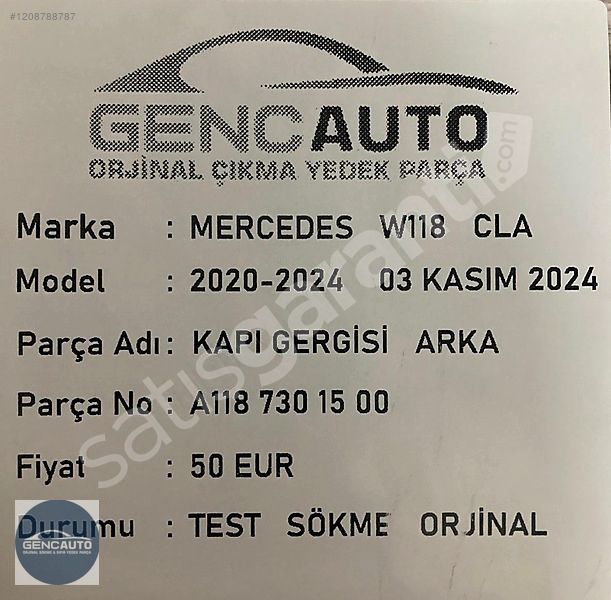 #1208788787
GENCAUTO
ORJİNAL ÇIKMA YEDEK PARÇA
satisgaranti.com
Marka : MERCEDES W118 CLA
Model : 2020-2024 03 KASIM 2024
Parça Adı : KAPI GERGİSİ ARKA
Parça No : A118 730 15 00
Fiyat : 50 EUR
Durumu : TEST SÖKME ORJİNAL
GENCAUTO